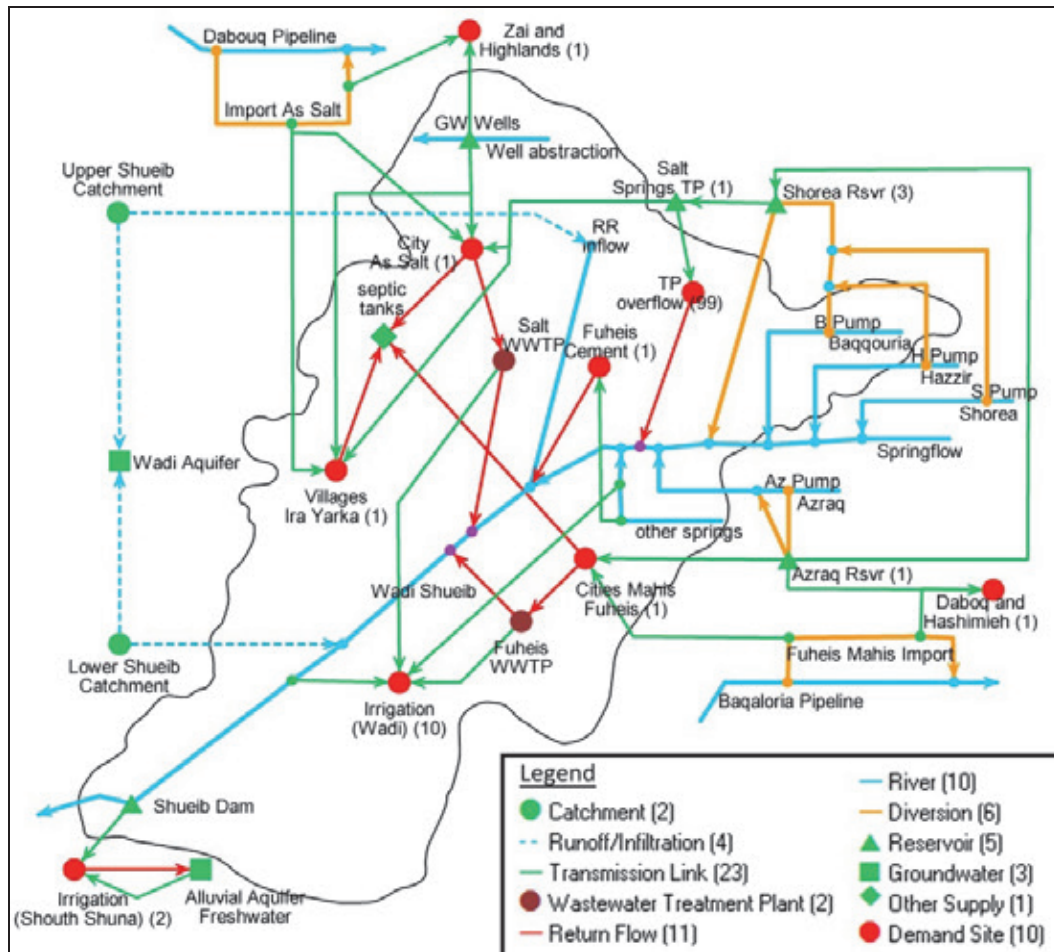 Dabouq Pipeline
Zai and
Highlands (1)
Import As Salt
GW Wells
Well abstraction
Upper Shueib
Catchment
Salt
Springs TP (1)
Shorea Rsvr (3)
City
As Salt (1)
RR
inflow
septic
tanks
TP
overflow (99)
Salt
WWTP
Fuheis
Cement (1)
B Pump
Baqqouria
H Pump
Hazzir
S Pump
Shorea
Springflow
Wadi Aquifer
Villages
Ira Yarka (1)
Az Pump
Azraq
other springs
Azraq Rsvr (1)
Wadi Shueib
Cities Mahis
Fuheis (1)
Daboq and
Hashimieh (1)
Lower Shueib
Catchment
Fuheis
WWTP
Fuheis Mahis Import
Irrigation
(Wadi) (10)
Baqaloria Pipeline
Shueib Dam
Irrigation
(Shouth Shuna) (2)
Alluvial Aquifer
Freshwater
Legend
Catchment (2)
Runoff/Infiltration (4)
Transmission Link (23)
Wastewater Treatment Plant (2)
Return Flow (11)
River (10)
Diversion (6)
Reservoir (5)
Groundwater (3)
Other Supply (1)
Demand Site (10)